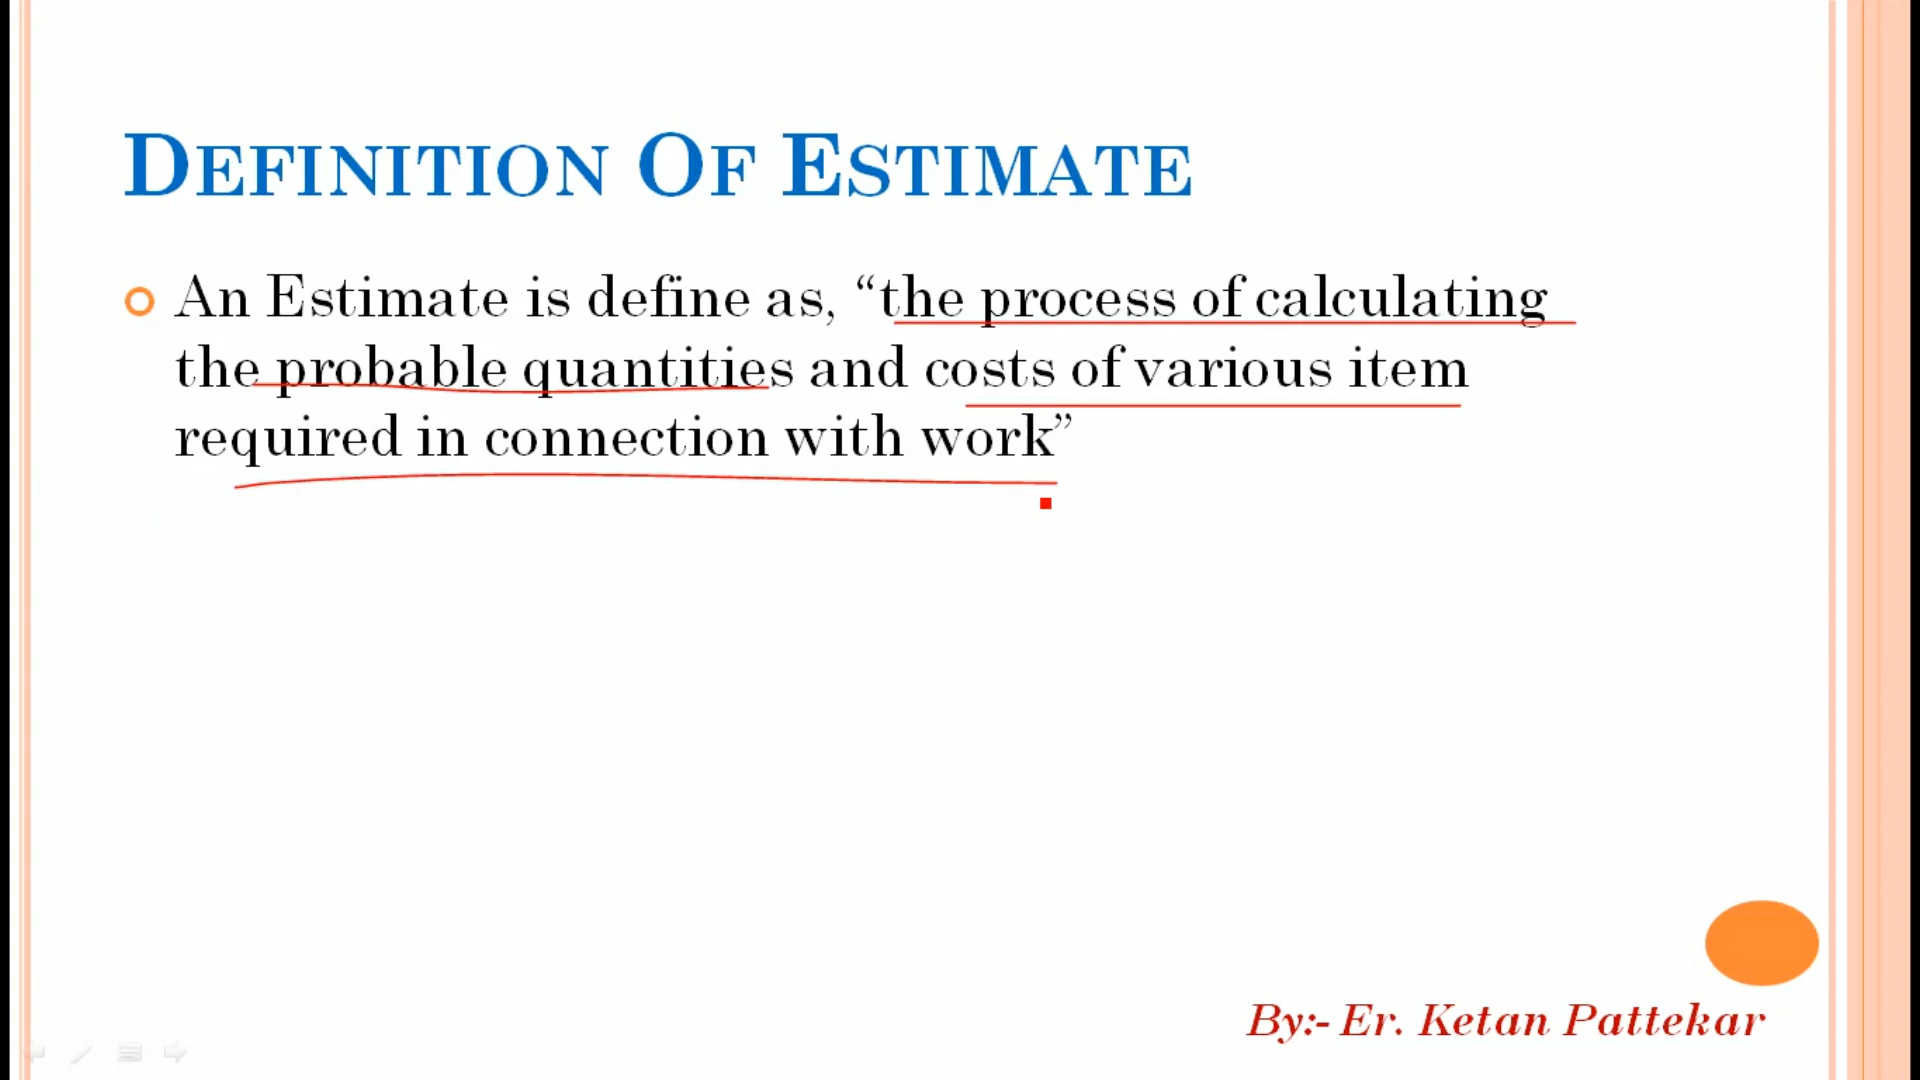 DEFINITION OF ESTIMATE
An Estimate is define as, “the process of calculating
the probable quantities and costs of various item
required in connection with work”
By:- Er. Ketan Pattekar